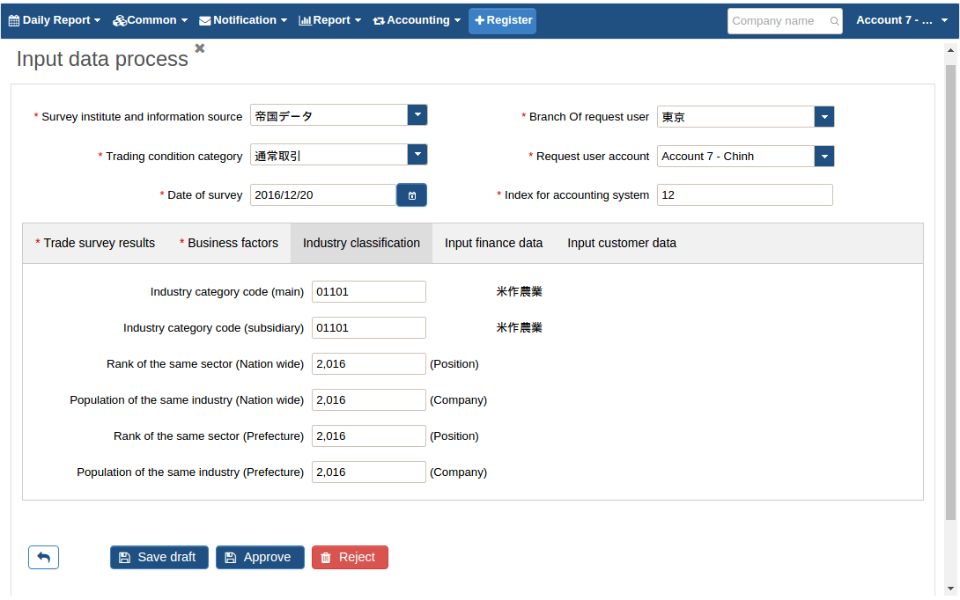 Daily Report Common Notification Report Accounting Register Company name Account 7 - ...
Input data process
* Survey institute and information source 帝国データ * Branch Of request user 東京
* Trading condition category 通常取引 * Request user account Account 7 - Chinh
* Date of survey 2016/12/20 * Index for accounting system 12
* Trade survey results * Business factors Industry classification Input finance data Input customer data
Industry category code (main) 01101 米作農業
Industry category code (subsidiary) 01101 米作農業
Rank of the same sector (Nation wide) 2,016 (Position)
Population of the same industry (Nation wide) 2,016 (Company)
Rank of the same sector (Prefecture) 2,016 (Position)
Population of the same industry (Prefecture) 2,016 (Company)
Save draft Approve Reject